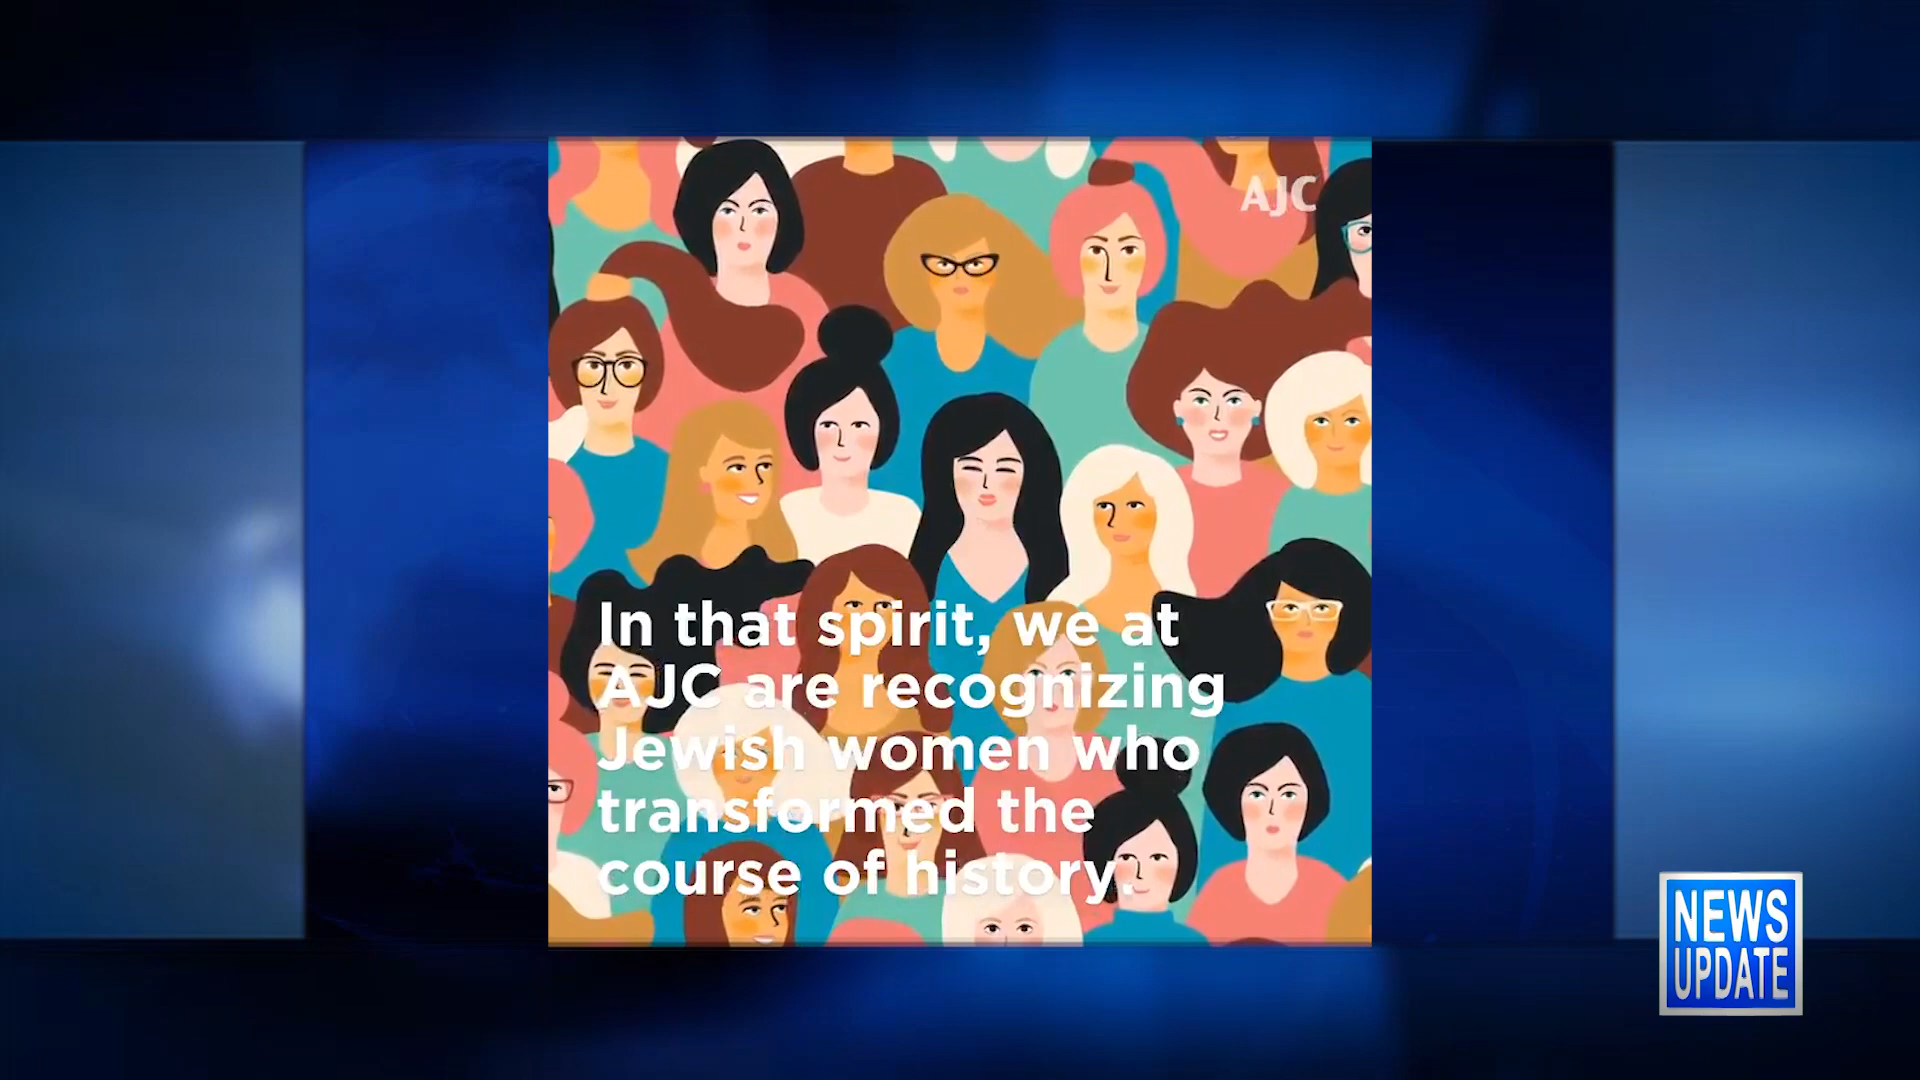 AJC
In that spirit, we at
AJC are recognizing
Jewish women who
transformed the
course of history.
NEWS
UPDATE